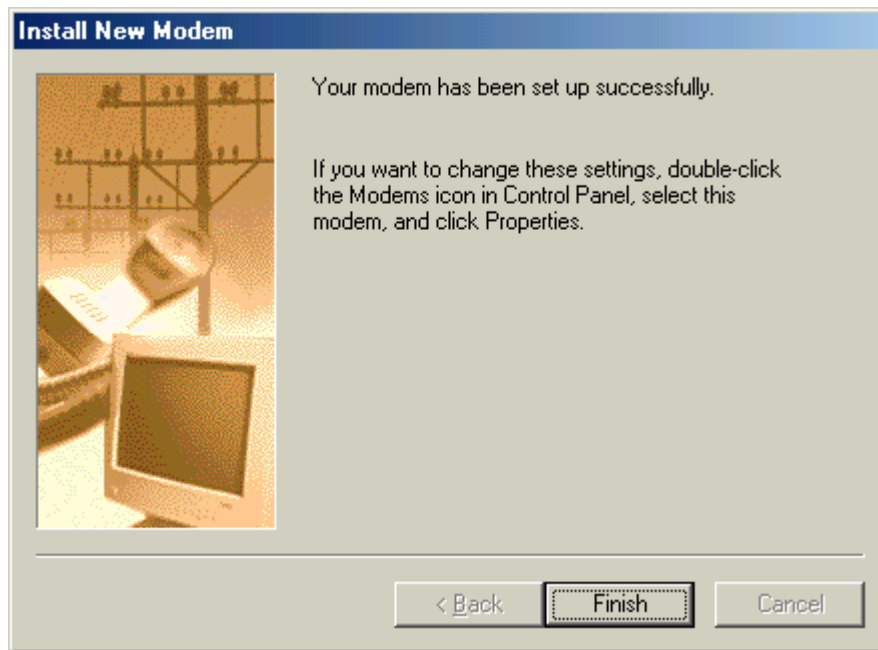 Install New Modem
Your modem has been set up successfully.
If you want to change these settings, double-click
the Modems icon in Control Panel, select this
modem, and click Properties.
< Back
Finish
Cancel